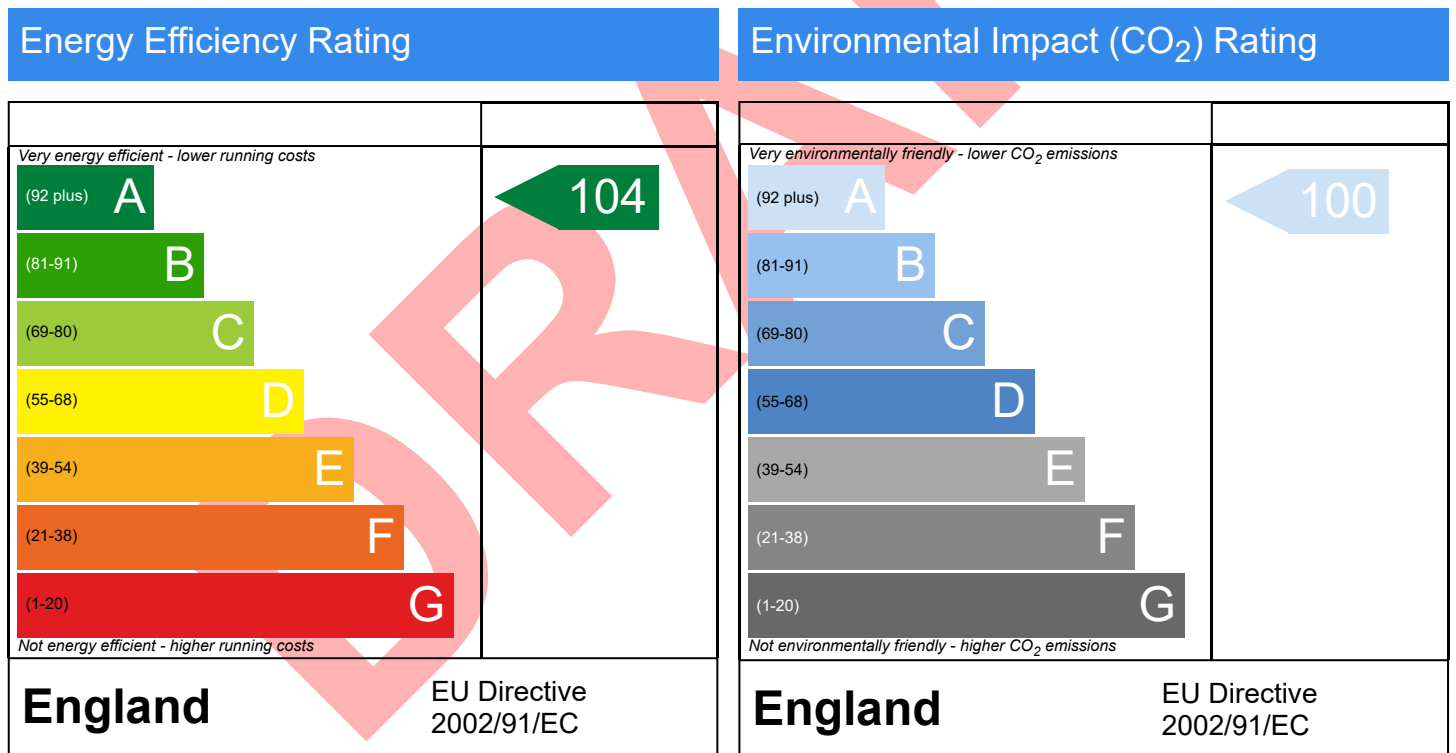 Energy Efficiency Rating
Very energy efficient - lower running costs
(92 plus) A
104
(81-91) B
(69-80) C
(55-68) D
(39-54) E
(21-38) F
(1-20) G
Not energy efficient - higher running costs
England
EU Directive
2002/91/EC
Environmental Impact (CO2) Rating
Very environmentally friendly - lower CO2 emissions
(92 plus) A
100
(81-91) B
(69-80) C
(55-68) D
(39-54) E
(21-38) F
(1-20) G
Not environmentally friendly - higher CO2 emissions
England
EU Directive
2002/91/EC
DRA